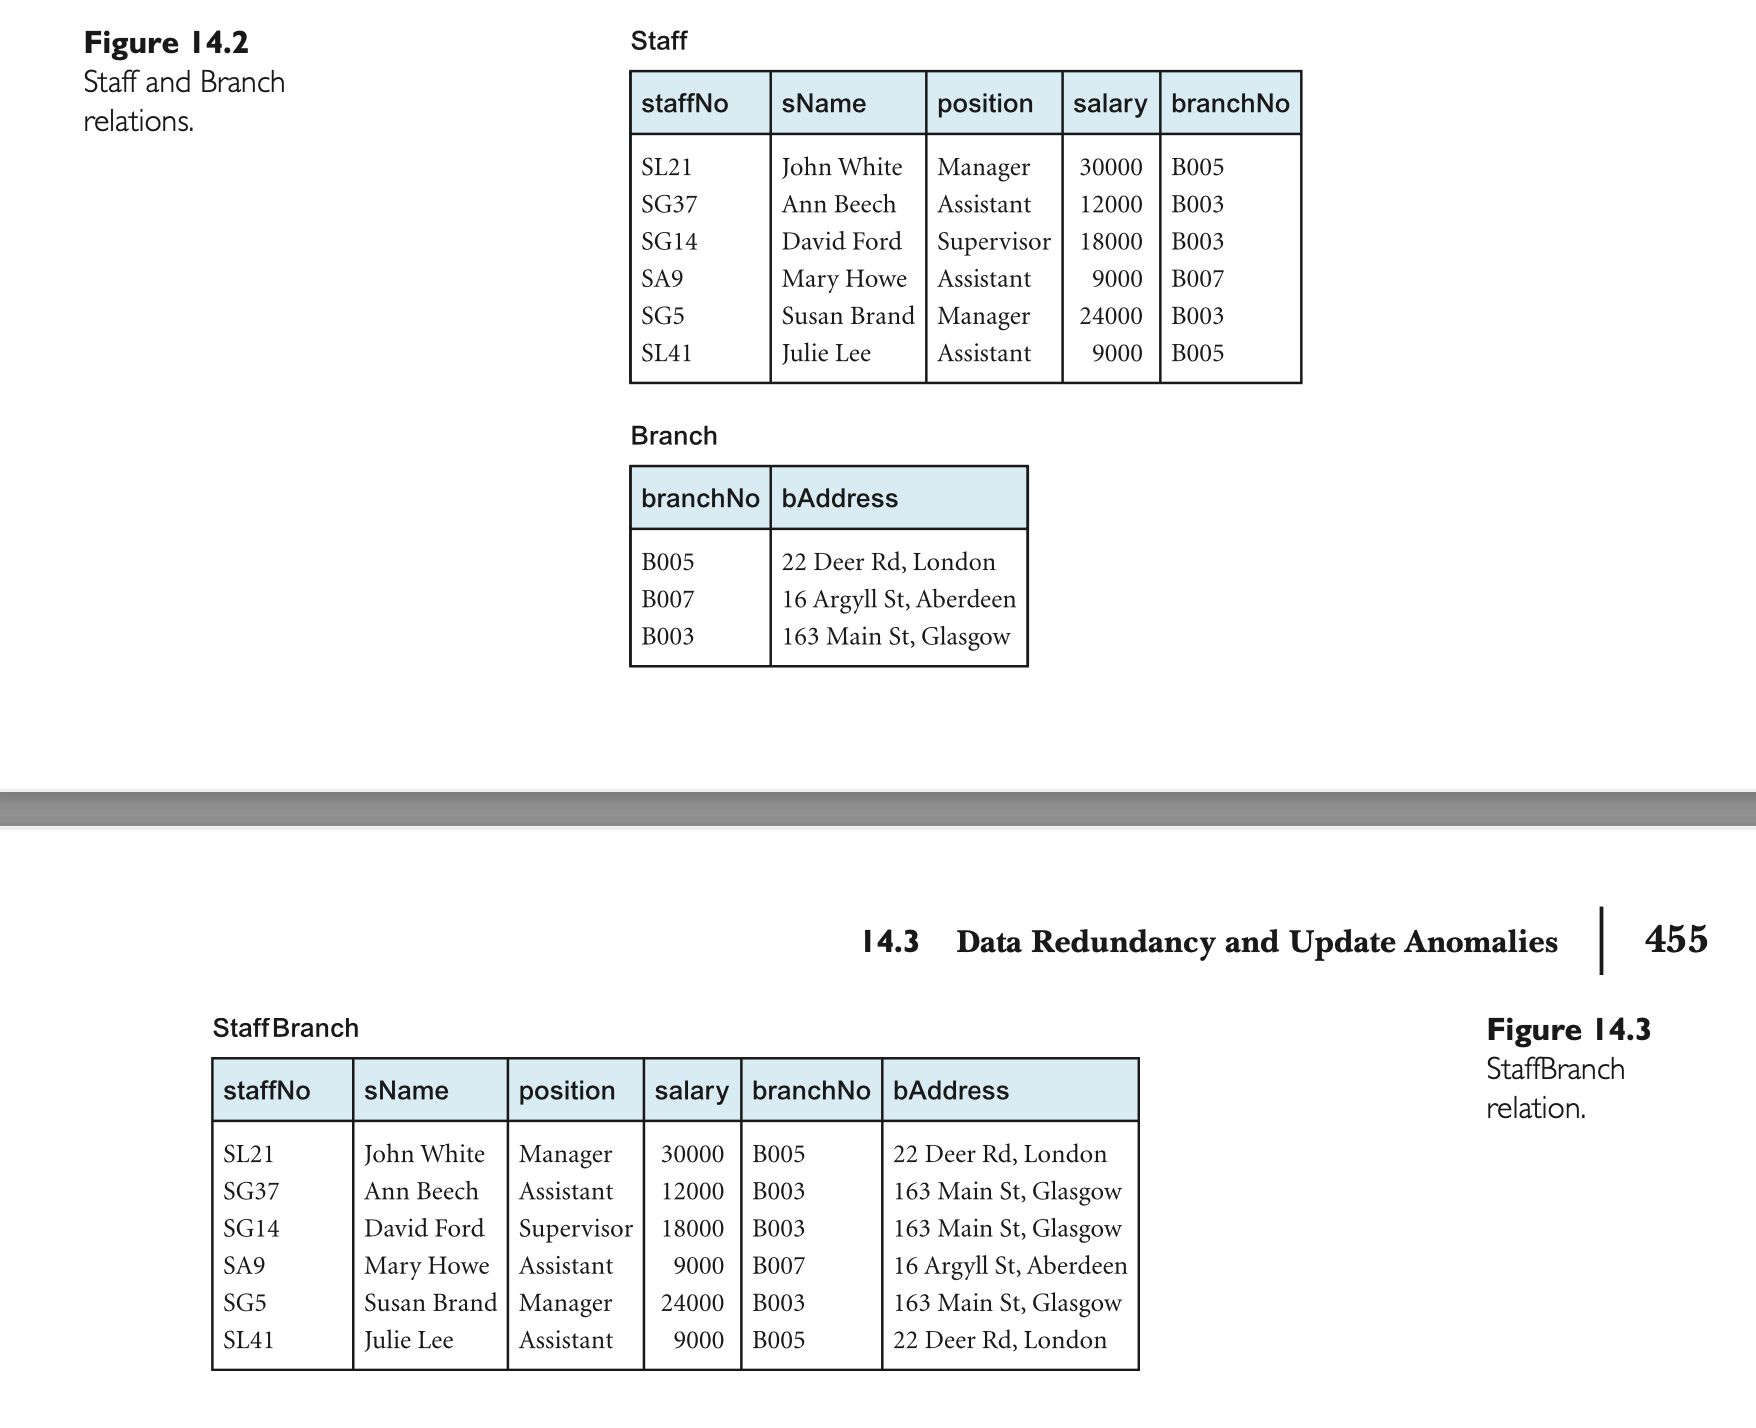 Figure 14.2
Staff and Branch
relations.
Staff
staffNo sName position salary branchNo
SL21 John White Manager 30000 B005
SG37 Ann Beech Assistant 12000 B003
SG14 David Ford Supervisor 18000 B003
SA9 Mary Howe Assistant 9000 B007
SG5 Susan Brand Manager 24000 B003
SL41 Julie Lee Assistant 9000 B005
Branch
branchNo bAddress
B005 22 Deer Rd, London
B007 16 Argyll St, Aberdeen
B003 163 Main St, Glasgow
14.3 Data Redundancy and Update Anomalies 455
StaffBranch
staffNo sName position salary branchNo bAddress
SL21 John White Manager 30000 B005 22 Deer Rd, London
SG37 Ann Beech Assistant 12000 B003 163 Main St, Glasgow
SG14 David Ford Supervisor 18000 B003 163 Main St, Glasgow
SA9 Mary Howe Assistant 9000 B007 16 Argyll St, Aberdeen
SG5 Susan Brand Manager 24000 B003 163 Main St, Glasgow
SL41 Julie Lee Assistant 9000 B005 22 Deer Rd, London
Figure 14.3
StaffBranch
relation.